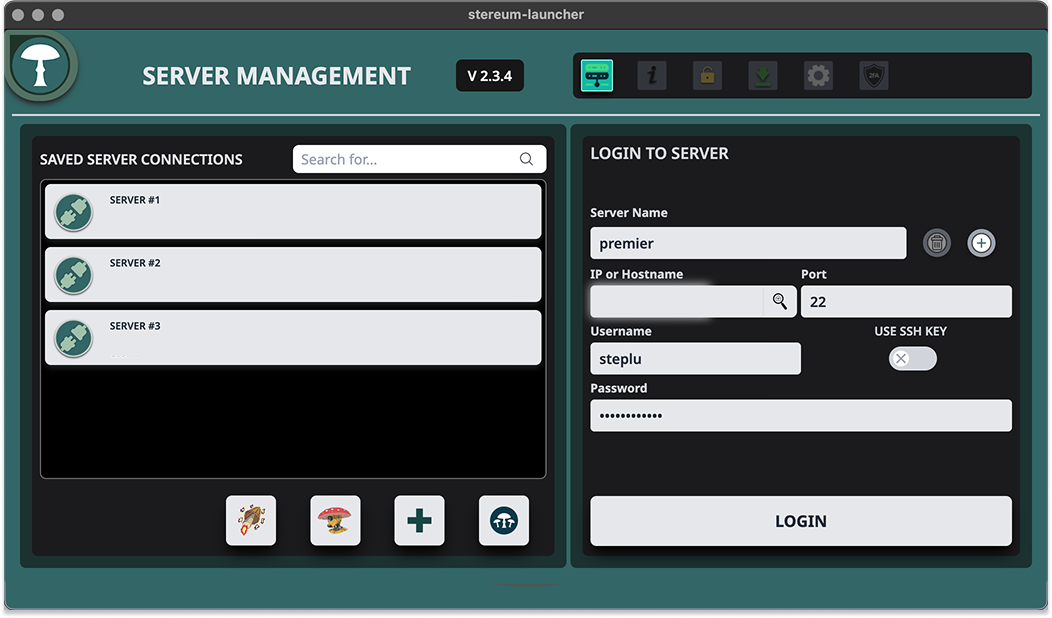 stereum-launcher
SERVER MANAGEMENT
V 2.3.4
2FA
SAVED SERVER CONNECTIONS
Search for...
SERVER #1
SERVER #2
SERVER #3
LOGIN TO SERVER
Server Name
premier
IP or Hostname
Port
22
Username
USE SSH KEY
steplu
Password
••••••••••••
LOGIN